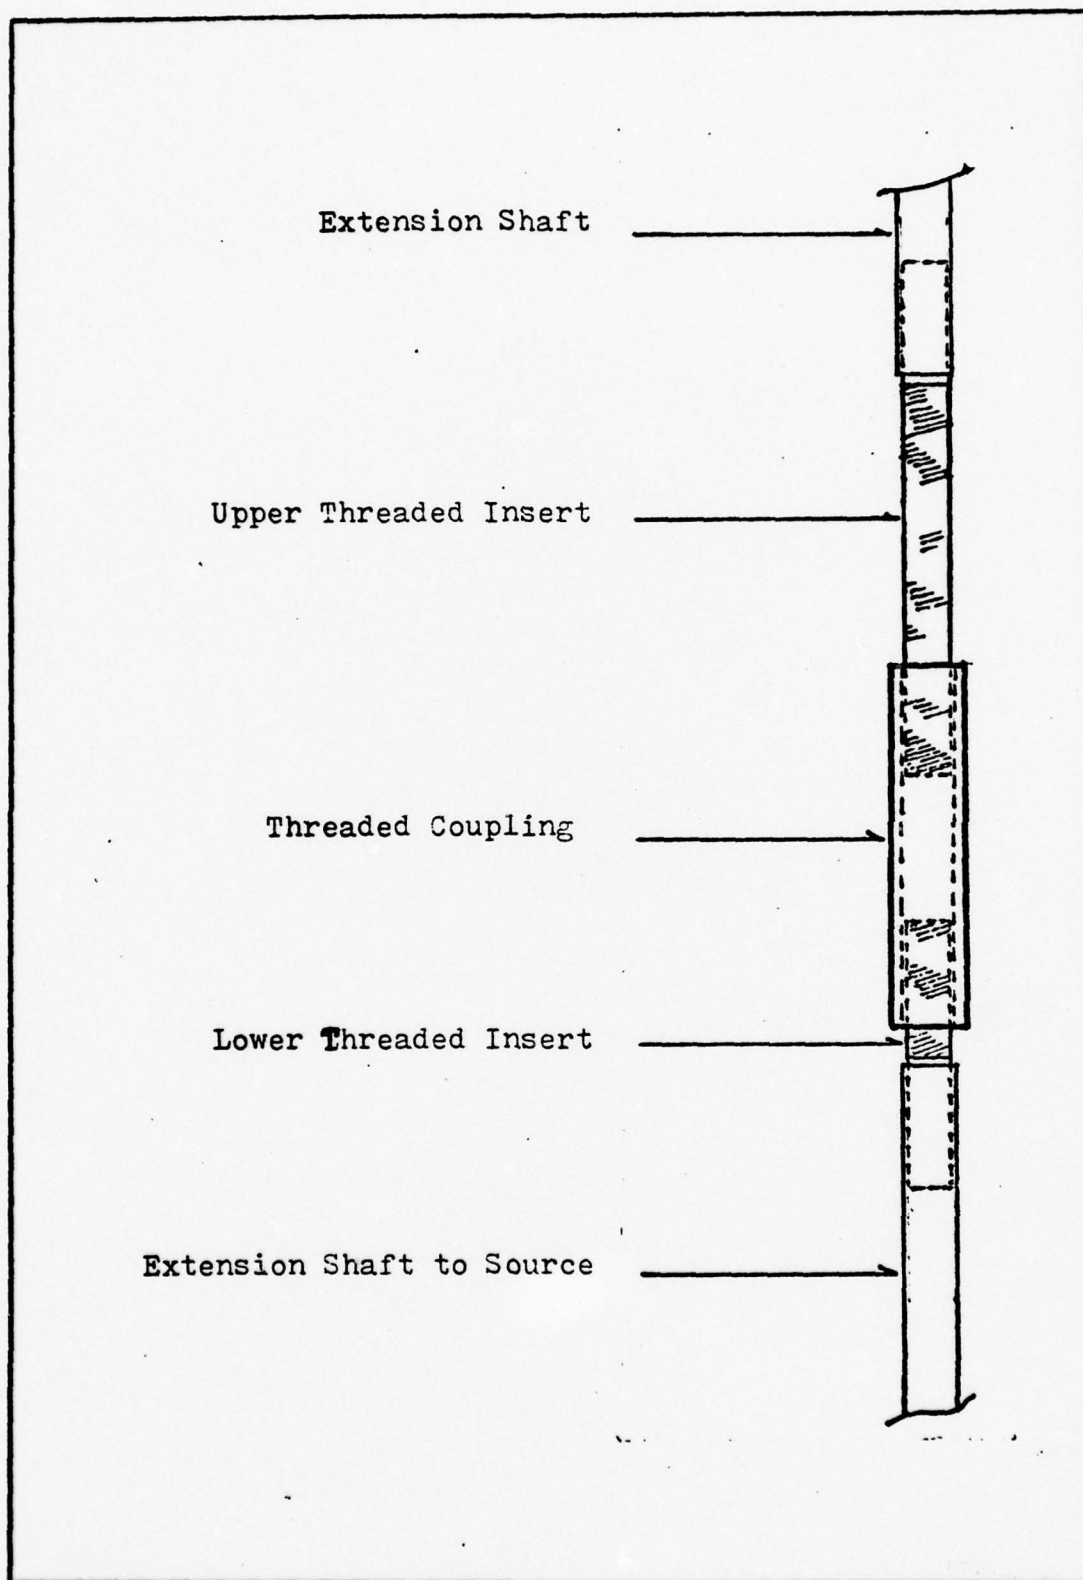 Extension Shaft
Upper Threaded Insert
Threaded Coupling
Lower Threaded Insert
Extension Shaft to Source